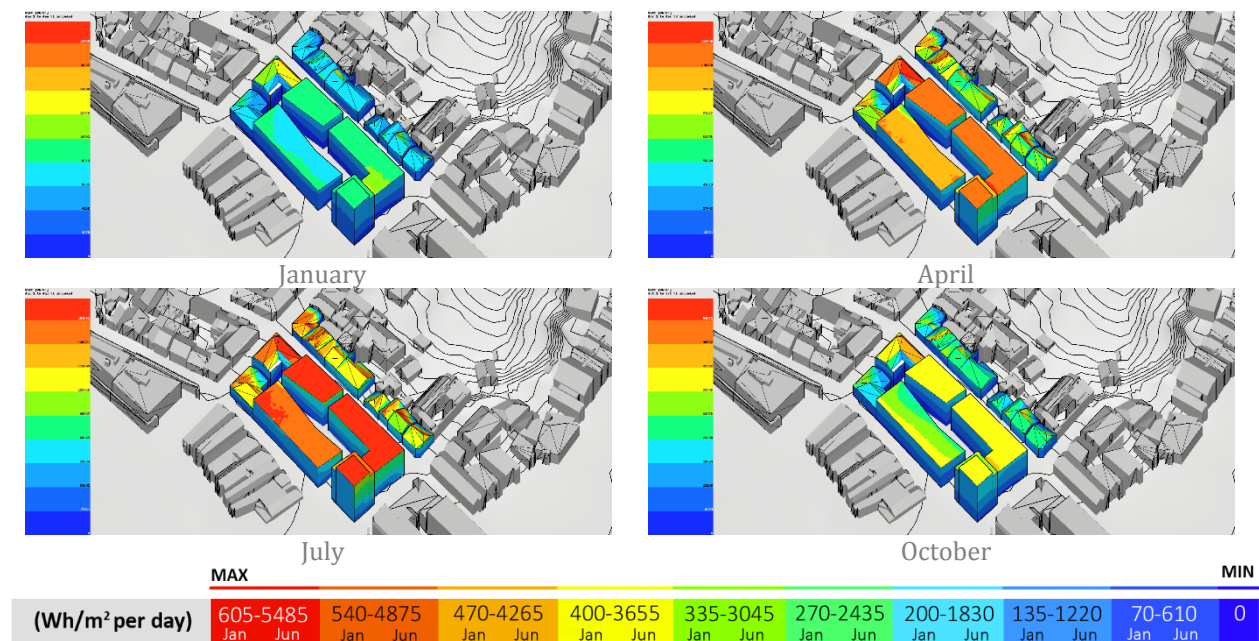 January
April
July
October
MAX
MIN
(Wh/m² per day)
605-5485
540-4875
470-4265
400-3655
335-3045
270-2435
200-1830
135-1220
70-610
0
Jan Jun
Jan Jun
Jan Jun
Jan Jun
Jan Jun
Jan Jun
Jan Jun
Jan Jun
Jan Jun